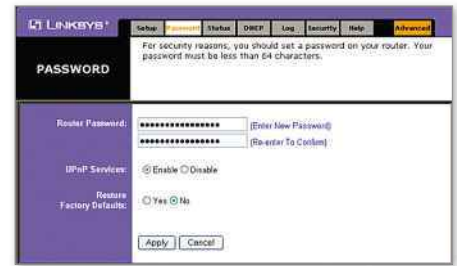 LINKSYS®
Setup Password Status DHCP Log Security Help Advanced
PASSWORD
For security reasons, you should set a password on your router. Your
password must be less than 64 characters.
Router Password:
(Enter New Password)
(Re-enter To Confirm)
UPnP Services: Enable Disable
Restore
Factory Defaults: Yes No
Apply Cancel